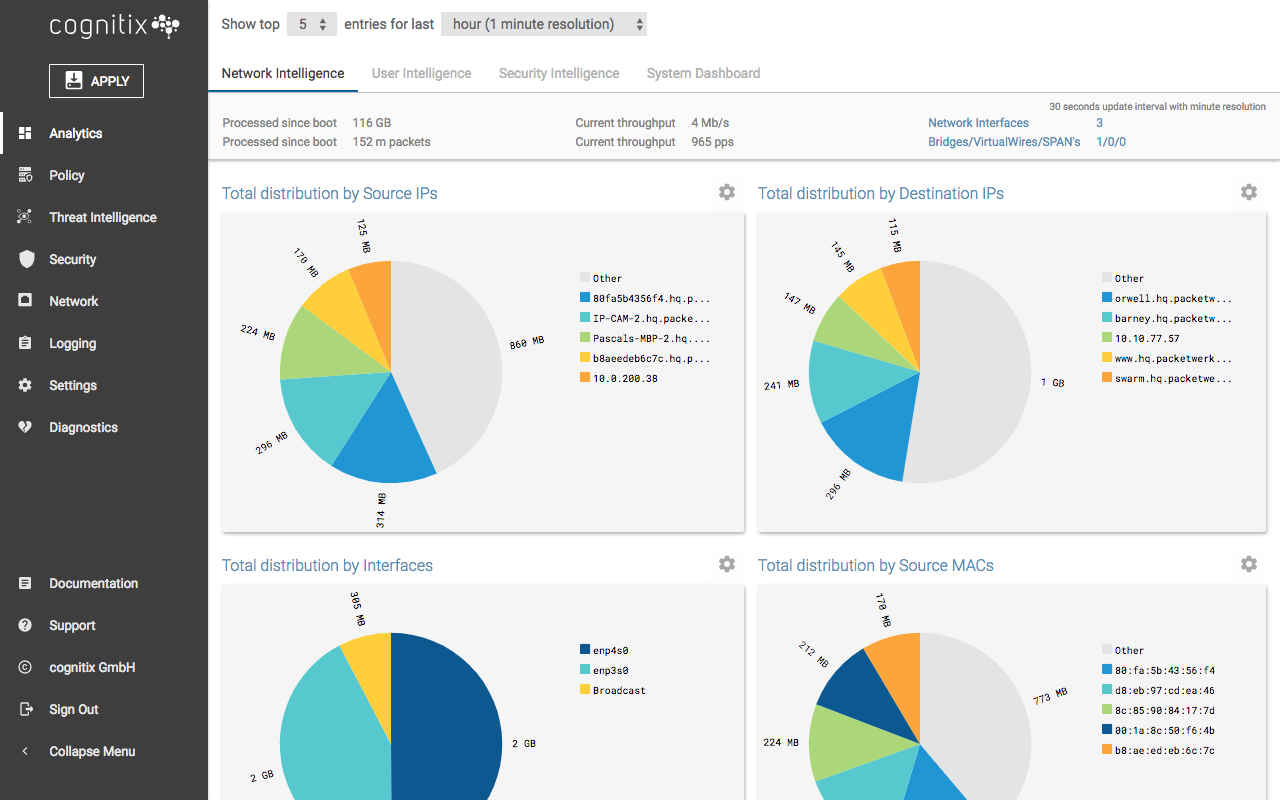 cognitix
APPLY
Analytics
Policy
Threat Intelligence
Security
Network
Logging
Settings
Diagnostics
Documentation
Support
© cognitix GmbH
Sign Out
Collapse Menu
Show top 5 entries for last hour (1 minute resolution)
Network Intelligence User Intelligence Security Intelligence System Dashboard
30 seconds update interval with minute resolution
Processed since boot 116 GB Current throughput 4 Mb/s Network Interfaces 3
Processed since boot 152 m packets Current throughput 965 pps Bridges/VirtualWires/SPAN's 1/0/0
Total distribution by Source IPs
125 MB
170 MB
224 MB
296 MB
314 MB
860 MB
Other
80fa5b4356f4.hq.p...
IP-CAM-2.hq.packe...
Pascals-MBP-2.hq....
b8aeedeb6c7c.hq.p...
10.0.200.38
Total distribution by Destination IPs
115 MB
145 MB
147 MB
241 MB
296 MB
1 GB
Other
orwell.hq.packetw...
barney.hq.packetw...
10.10.77.57
www.hq.packetwerk...
swarm.hq.packetwe...
Total distribution by Interfaces
305 MB
2 GB
2 GB
enp4s0
enp3s0
Broadcast
Total distribution by Source MACs
170 MB
212 MB
224 MB
773 MB
Other
80:fa:5b:43:56:f4
d8:eb:97:cd:ea:46
8c:85:90:84:17:7d
00:1a:8c:50:f6:4b
b8:ae:ed:eb:6c:7c